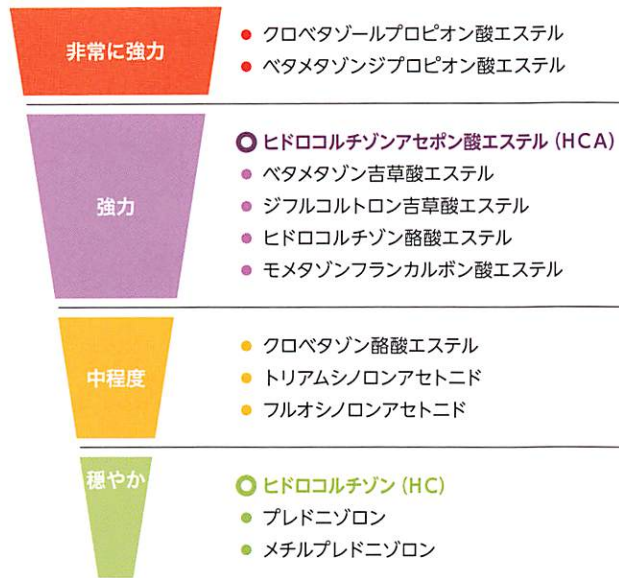 非常に強力
クロベタゾールプロピオン酸エステル
ベタメタゾンジプロピオン酸エステル
強力
ヒドロコルチゾンアセポン酸エステル (HCA)
ベタメタゾン吉草酸エステル
ジフルコルトロン吉草酸エステル
ヒドロコルチゾン酪酸エステル
モメタゾンフランカルボン酸エステル
中程度
クロベタゾン酪酸エステル
トリアムシノロンアセトニド
フルオシノロンアセトニド
穏やか
ヒドロコルチゾン (HC)
プレドニゾロン
メチルプレドニゾロン